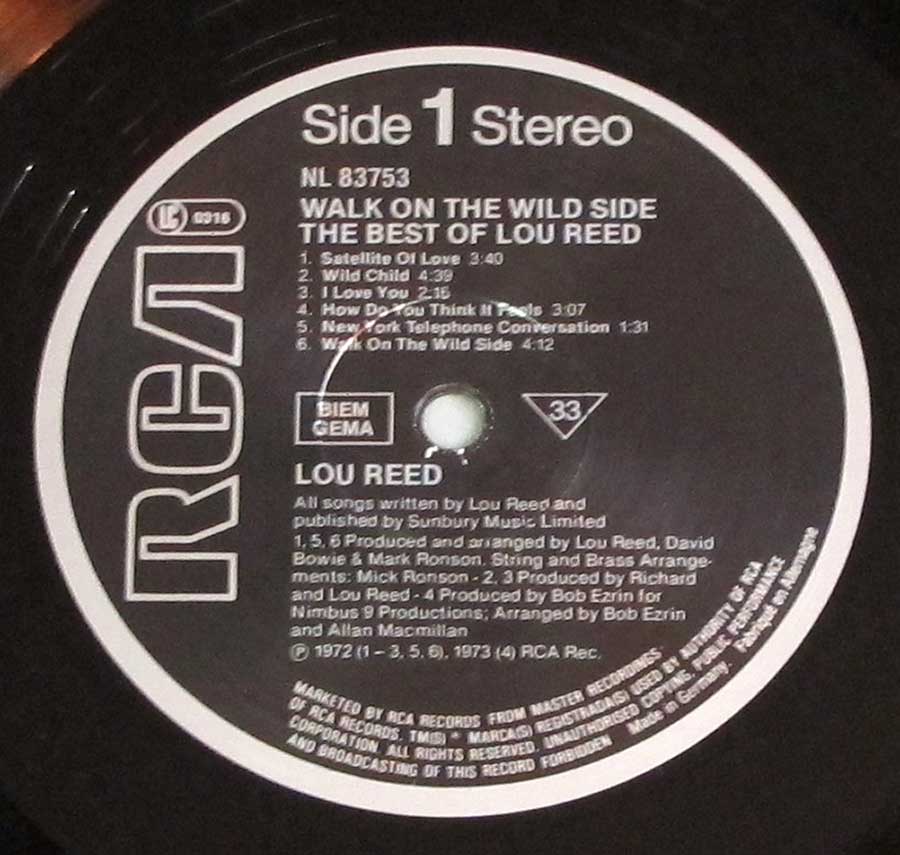 Side 1 Stereo
NL 83753
WALK ON THE WILD SIDE
THE BEST OF LOU REED
1. Satellite Of Love 3:40
2. Wild Child 4:39
3. I Love You 2:16
4. How Do You Think It Feels 3:07
5. New York Telephone Conversation 1:31
6. Walk On The Wild Side 4:12
LC 0316
RCA
BIEM
GEMA
33
LOU REED
All songs written by Lou Reed and
published by Sunbury Music Limited
1, 5, 6 Produced and arranged by Lou Reed, David
Bowie & Mark Ronson. String and Brass Arrange-
ments: Mick Ronson - 2, 3 Produced by Richard
and Lou Reed - 4 Produced by Bob Ezrin for
Nimbus 9 Productions; Arranged by Bob Ezrin
and Allan Macmillan
Ⓟ 1972 (1 – 3, 5, 6), 1973 (4) RCA Rec.
MARKETED BY RCA RECORDS FROM MASTER RECORDINGS
OF RCA RECORDS. TM(S) * MARCA(S) REGISTRADA(S) USED BY AUTHORITY OF RCA
CORPORATION. ALL RIGHTS RESERVED. UNAUTHORISED COPYING, PUBLIC PERFORMANCE
AND BROADCASTING OF THIS RECORD FORBIDDEN Made in Germany. Fabriqué en Allemagne